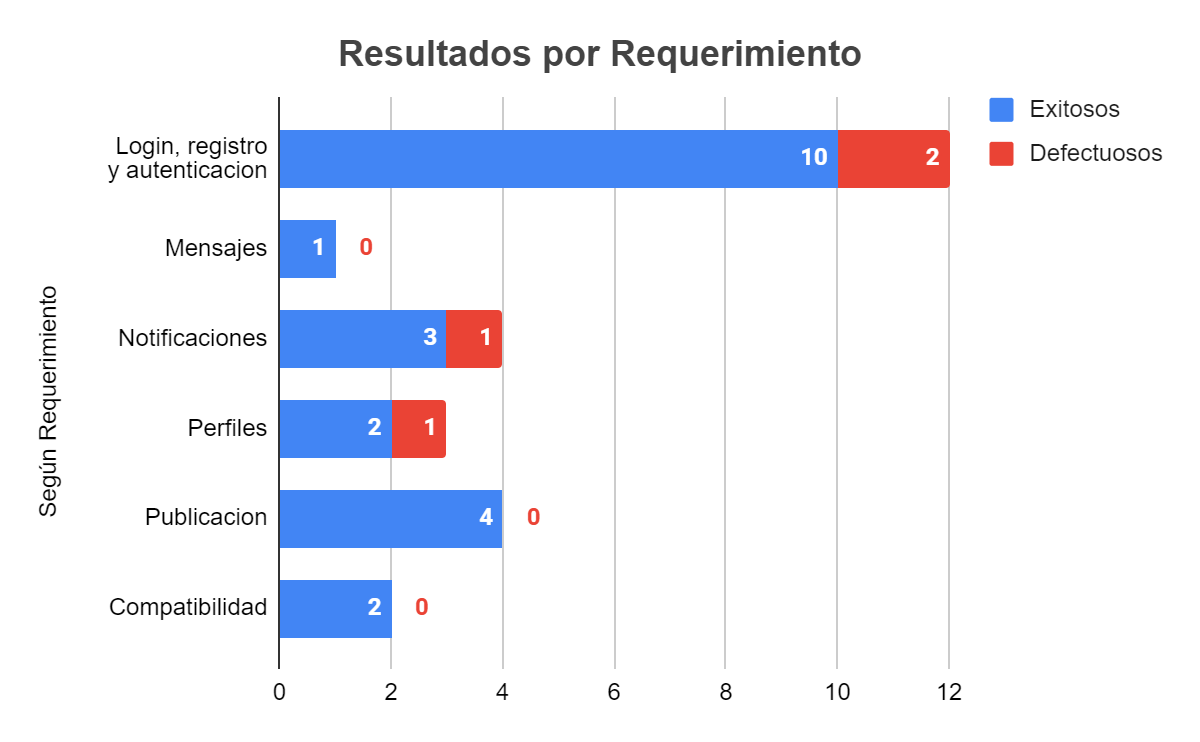 Resultados por Requerimiento
Exitosos
Defectuosos
Según Requerimiento
Login, registro
y autenticacion
10
2
Mensajes
1
0
Notificaciones
3
1
Perfiles
2
1
Publicacion
4
0
Compatibilidad
2
0
0
2
4
6
8
10
12